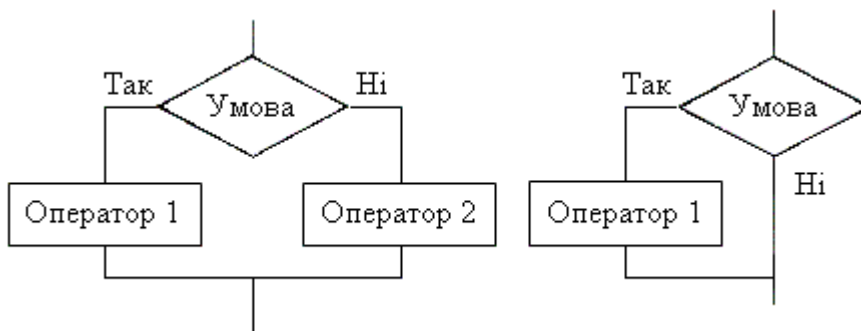 Так
Умова
Ні
Оператор 1
Оператор 2
Так
Умова
Ні
Оператор 1